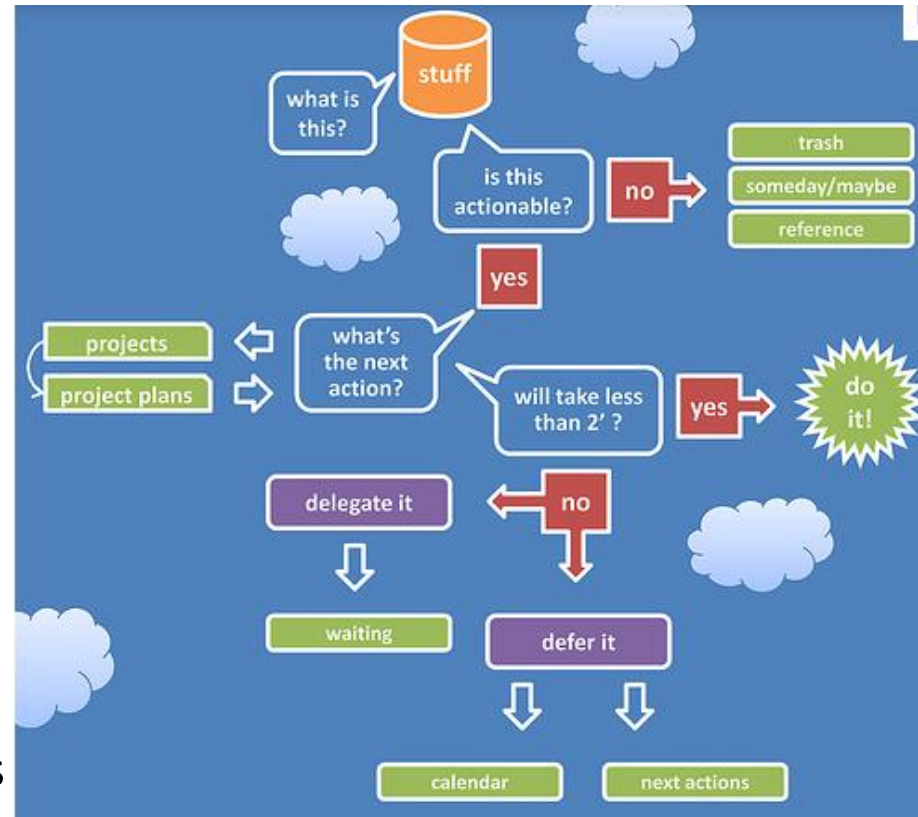 stuff
what is
this?
is this
actionable?
no
trash
someday/maybe
reference
yes
what's
the next
action?
projects
project plans
will take less
than 2' ?
yes
do
it!
delegate it
no
waiting
defer it
calendar
next actions
s